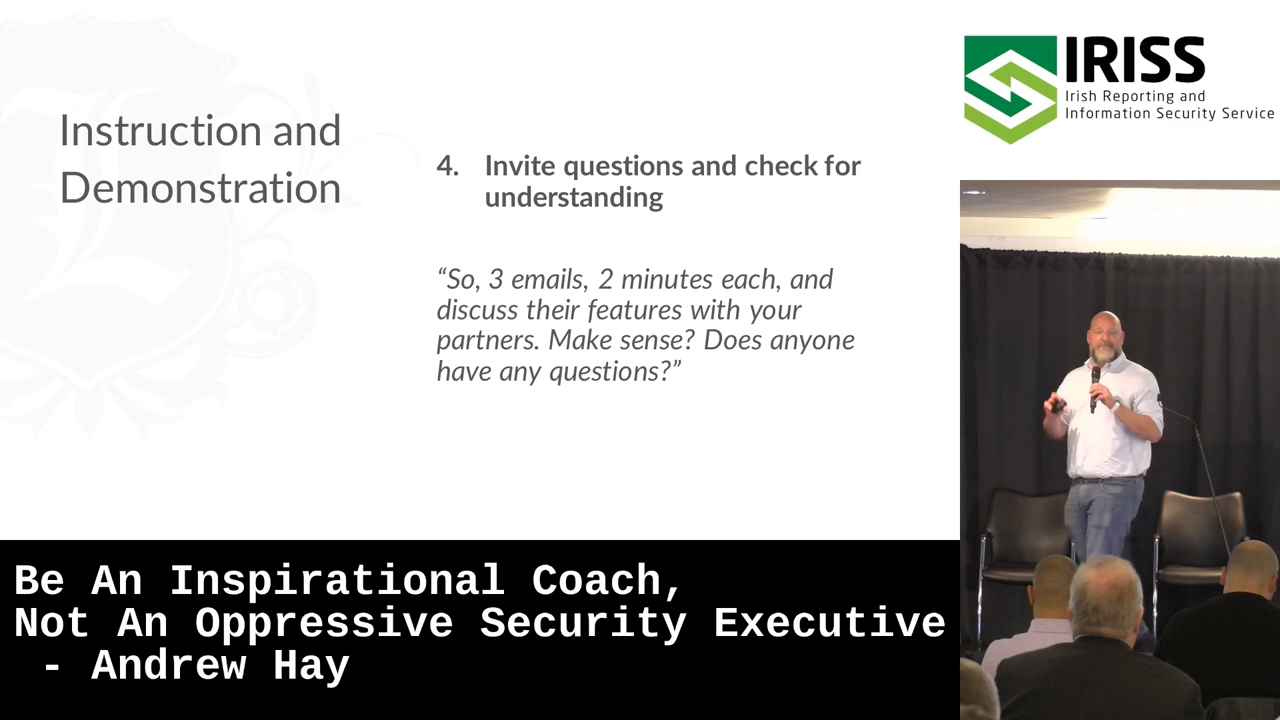 Instruction and
Demonstration
4. Invite questions and check for
understanding
“So, 3 emails, 2 minutes each, and
discuss their features with your
partners. Make sense? Does anyone
have any questions?”
IRISS
Irish Reporting and
Information Security Service
Be An Inspirational Coach,
Not An Oppressive Security Executive
- Andrew Hay